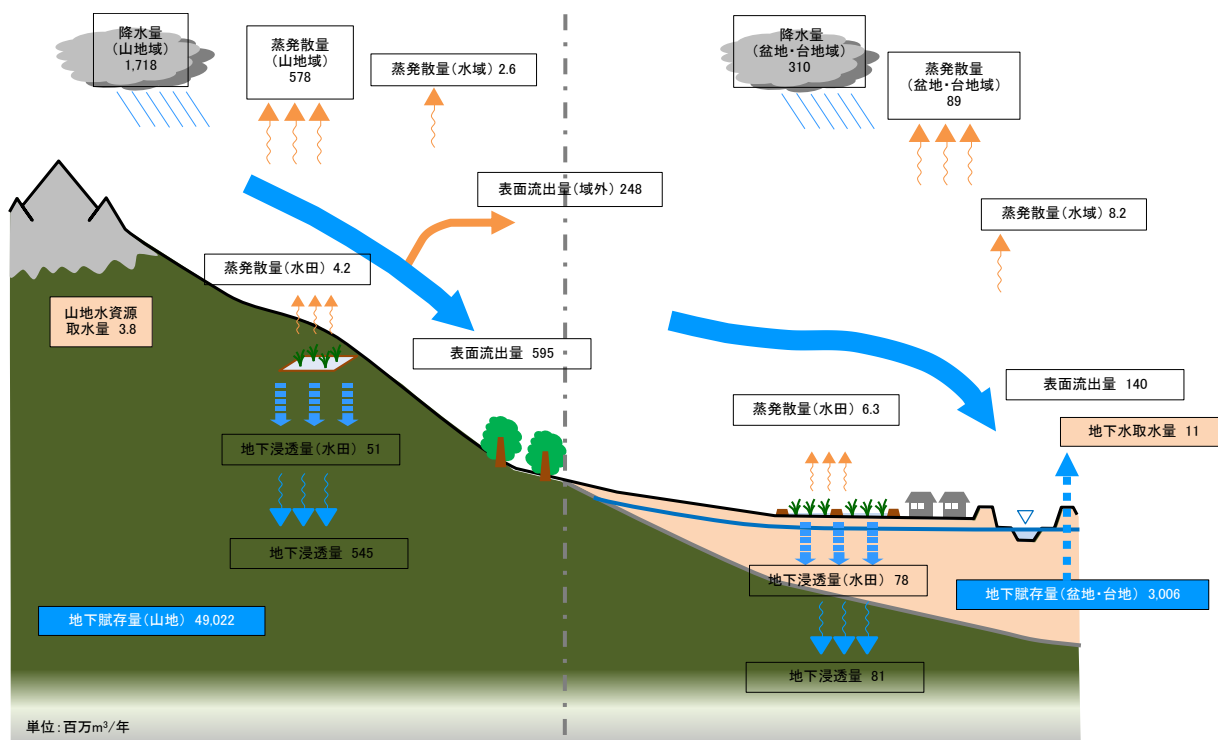 降水量
(山地域)
1,718
蒸発散量
(山地域)
578
蒸発散量(水域) 2.6
降水量
(盆地・台地域)
310
蒸発散量
(盆地・台地域)
89
表面流出量(域外) 248
蒸発散量(水域) 8.2
蒸発散量(水田) 4.2
山地水資源
取水量 3.8
表面流出量 595
表面流出量 140
蒸発散量(水田) 6.3
地下水取水量 11
地下浸透量(水田) 51
地下浸透量 545
地下浸透量(水田) 78
地下賦存量(盆地・台地) 3,006
地下賦存量(山地) 49,022
地下浸透量 81
単位:百万m³/年